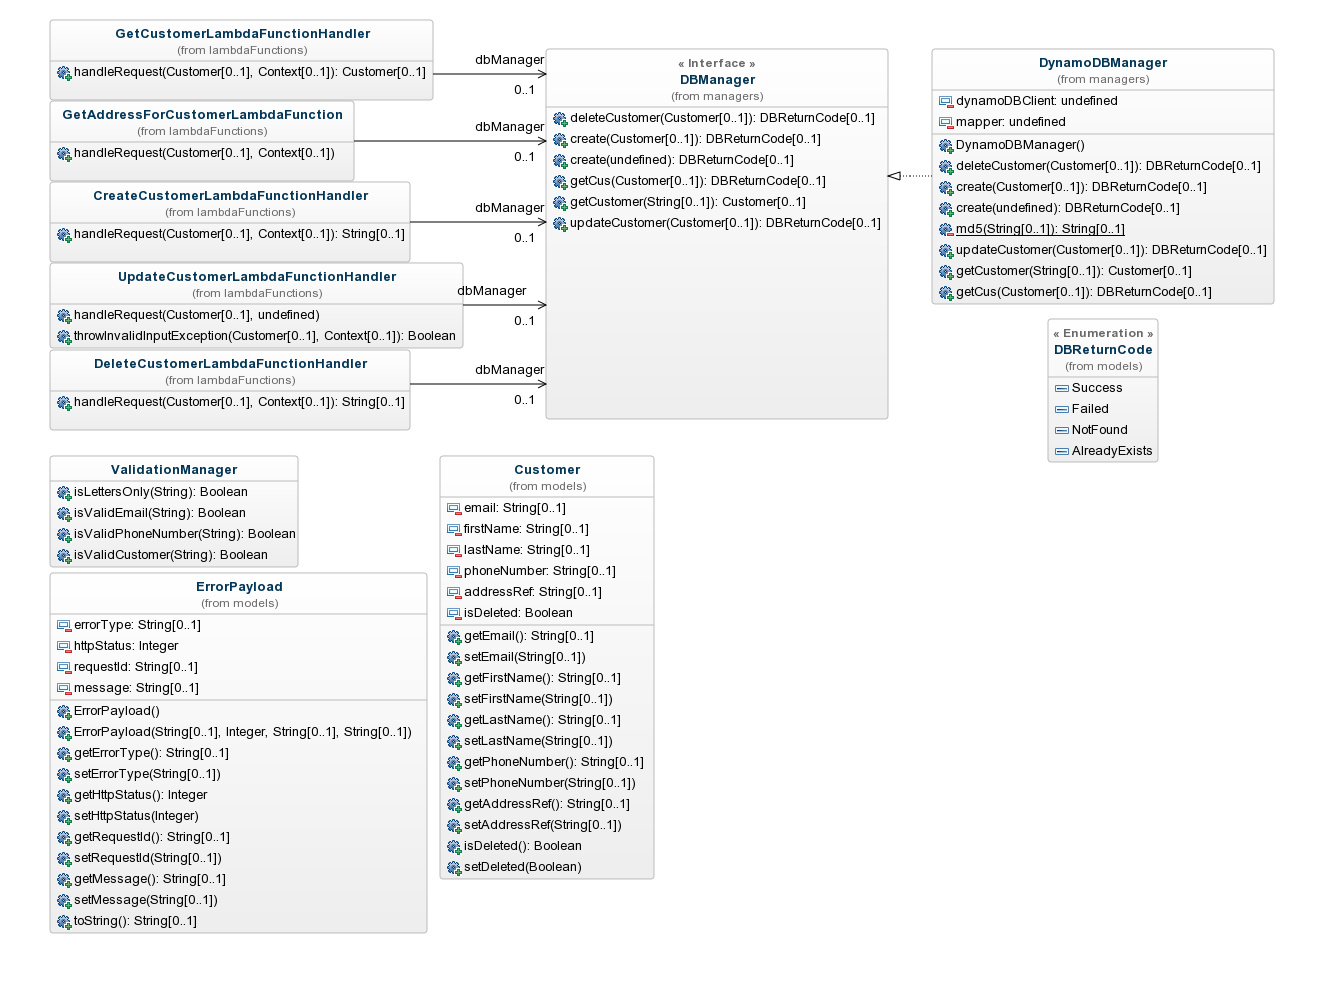 GetCustomerLambdaFunctionHandler
(from lambdaFunctions)
handleRequest(Customer[0..1], Context[0..1]): Customer[0..1]
GetAddressForCustomerLambdaFunction
(from lambdaFunctions)
handleRequest(Customer[0..1], Context[0..1])
CreateCustomerLambdaFunctionHandler
(from lambdaFunctions)
handleRequest(Customer[0..1], Context[0..1]): String[0..1]
UpdateCustomerLambdaFunctionHandler
(from lambdaFunctions)
handleRequest(Customer[0..1], undefined)
throwInvalidInputException(Customer[0..1], Context[0..1]): Boolean
DeleteCustomerLambdaFunctionHandler
(from lambdaFunctions)
handleRequest(Customer[0..1], Context[0..1]): String[0..1]
dbManager
0..1
dbManager
0..1
dbManager
0..1
dbManager
0..1
dbManager
0..1
« Interface »
DBManager
(from managers)
deleteCustomer(Customer[0..1]): DBReturnCode[0..1]
create(Customer[0..1]): DBReturnCode[0..1]
create(undefined): DBReturnCode[0..1]
getCus(Customer[0..1]): DBReturnCode[0..1]
getCustomer(String[0..1]): Customer[0..1]
updateCustomer(Customer[0..1]): DBReturnCode[0..1]
DynamoDBManager
(from managers)
dynamoDBClient: undefined
mapper: undefined
DynamoDBManager()
deleteCustomer(Customer[0..1]): DBReturnCode[0..1]
create(Customer[0..1]): DBReturnCode[0..1]
create(undefined): DBReturnCode[0..1]
md5(String[0..1]): String[0..1]
updateCustomer(Customer[0..1]): DBReturnCode[0..1]
getCustomer(String[0..1]): Customer[0..1]
getCus(Customer[0..1]): DBReturnCode[0..1]
« Enumeration »
DBReturnCode
(from models)
Success
Failed
NotFound
AlreadyExists
ValidationManager
isLettersOnly(String): Boolean
isValidEmail(String): Boolean
isValidPhoneNumber(String): Boolean
isValidCustomer(String): Boolean
ErrorPayload
(from models)
errorType: String[0..1]
httpStatus: Integer
requestId: String[0..1]
message: String[0..1]
ErrorPayload()
ErrorPayload(String[0..1], Integer, String[0..1], String[0..1])
getErrorType(): String[0..1]
setErrorType(String[0..1])
getHttpStatus(): Integer
setHttpStatus(Integer)
getRequestId(): String[0..1]
setRequestId(String[0..1])
getMessage(): String[0..1]
setMessage(String[0..1])
toString(): String[0..1]
Customer
(from models)
email: String[0..1]
firstName: String[0..1]
lastName: String[0..1]
phoneNumber: String[0..1]
addressRef: String[0..1]
isDeleted: Boolean
getEmail(): String[0..1]
setEmail(String[0..1])
getFirstName(): String[0..1]
setFirstName(String[0..1])
getLastName(): String[0..1]
setLastName(String[0..1])
getPhoneNumber(): String[0..1]
setPhoneNumber(String[0..1])
getAddressRef(): String[0..1]
setAddressRef(String[0..1])
isDeleted(): Boolean
setDeleted(Boolean)